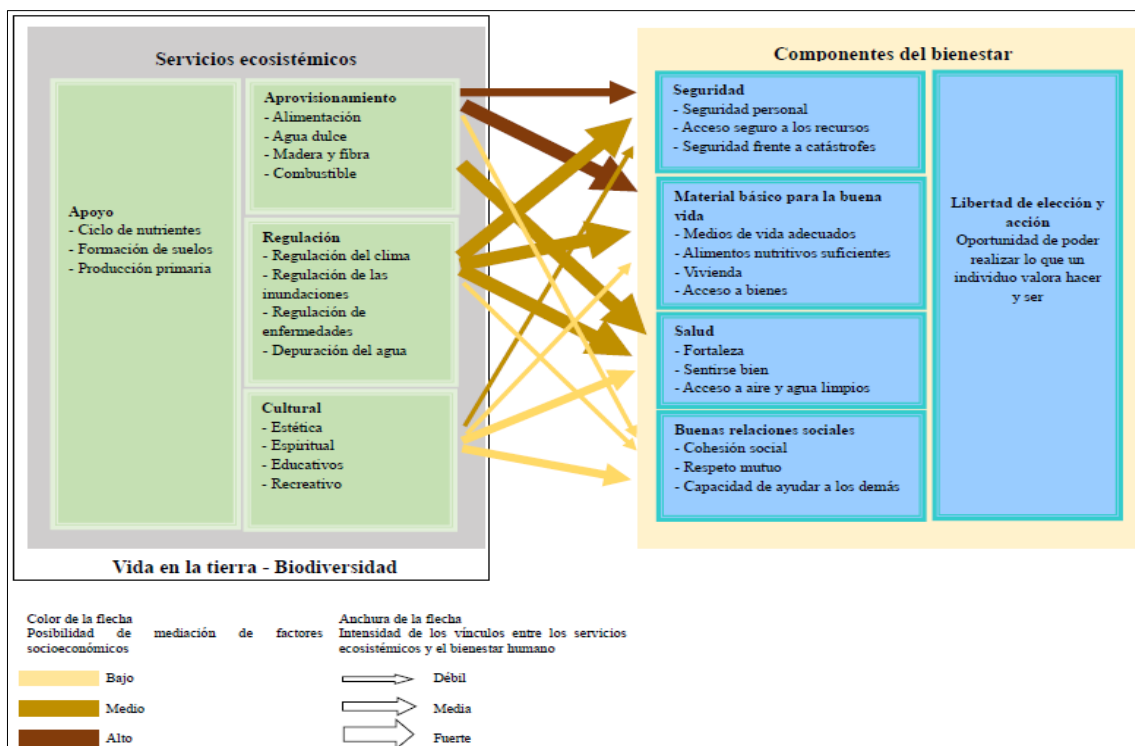 Servicios ecosistémicos
Apoyo
- Ciclo de nutrientes
- Formación de suelos
- Producción primaria
Aprovisionamiento
- Alimentación
- Agua dulce
- Madera y fibra
- Combustible
Regulación
- Regulación del clima
- Regulación de las
inundaciones
- Regulación de
enfermedades
- Depuración del agua
Cultural
- Estética
- Espiritual
- Educativos
- Recreativo
Vida en la tierra - Biodiversidad
Componentes del bienestar
Seguridad
- Seguridad personal
- Acceso seguro a los recursos
- Seguridad frente a catástrofes
Material básico para la buena
vida
- Medios de vida adecuados
- Alimentos nutritivos suficientes
- Vivienda
- Acceso a bienes
Salud
- Fortaleza
- Sentirse bien
- Acceso a aire y agua limpios
Buenas relaciones sociales
- Cohesión social
- Respeto mutuo
- Capacidad de ayudar a los demás
Libertad de elección y
acción
Oportunidad de poder
realizar lo que un
individuo valora hacer
y ser
Color de la flecha
Posibilidad de mediación de factores
socioeconómicos
Bajo
Medio
Alto
Anchura de la flecha
Intensidad de los vínculos entre los servicios
ecosistémicos y el bienestar humano
Débil
Media
Fuerte